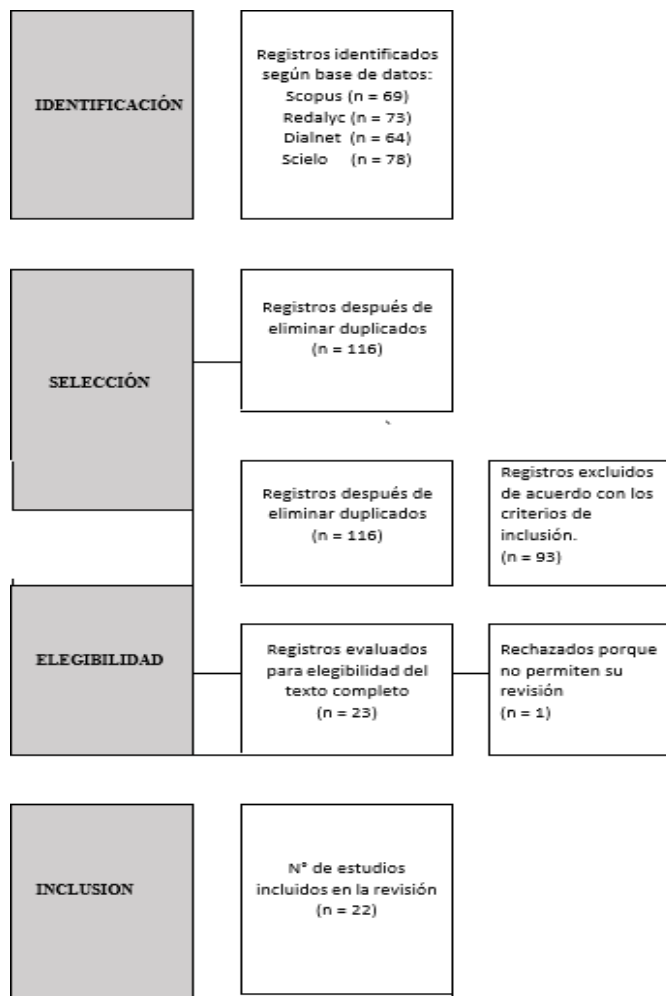 IDENTIFICACIÓN
Registros identificados
según base de datos:
Scopus (n = 69)
Redalyc (n = 73)
Dialnet (n = 64)
Scielo (n = 78)
SELECCIÓN
Registros después de
eliminar duplicados
(n = 116)
Registros después de
eliminar duplicados
(n = 116)
Registros excluidos
de acuerdo con los
criterios de
inclusión.
(n = 93)
ELEGIBILIDAD
Registros evaluados
para elegibilidad del
texto completo
(n = 23)
Rechazados porque
no permiten su
revisión
(n = 1)
INCLUSION
N° de estudios
incluidos en la revisión
(n = 22)